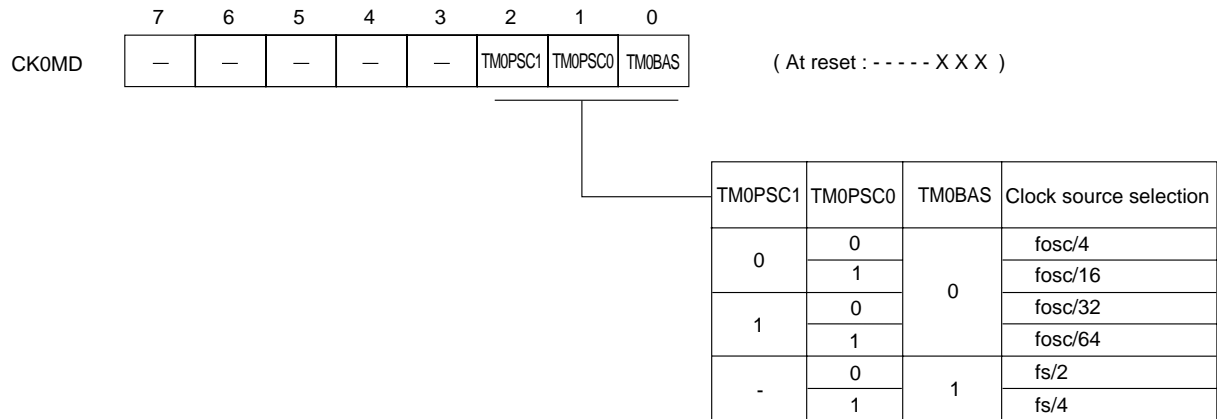 7 6 5 4 3 2 1 0
CK0MD — — — — — TM0PSC1 TM0PSC0 TM0BAS ( At reset : - - - - - X X X )
TM0PSC1 TM0PSC0 TM0BAS Clock source selection
0 0 0 fosc/4
1 fosc/16
1 0 fosc/32
1 fosc/64
- 0 1 fs/2
1 fs/4